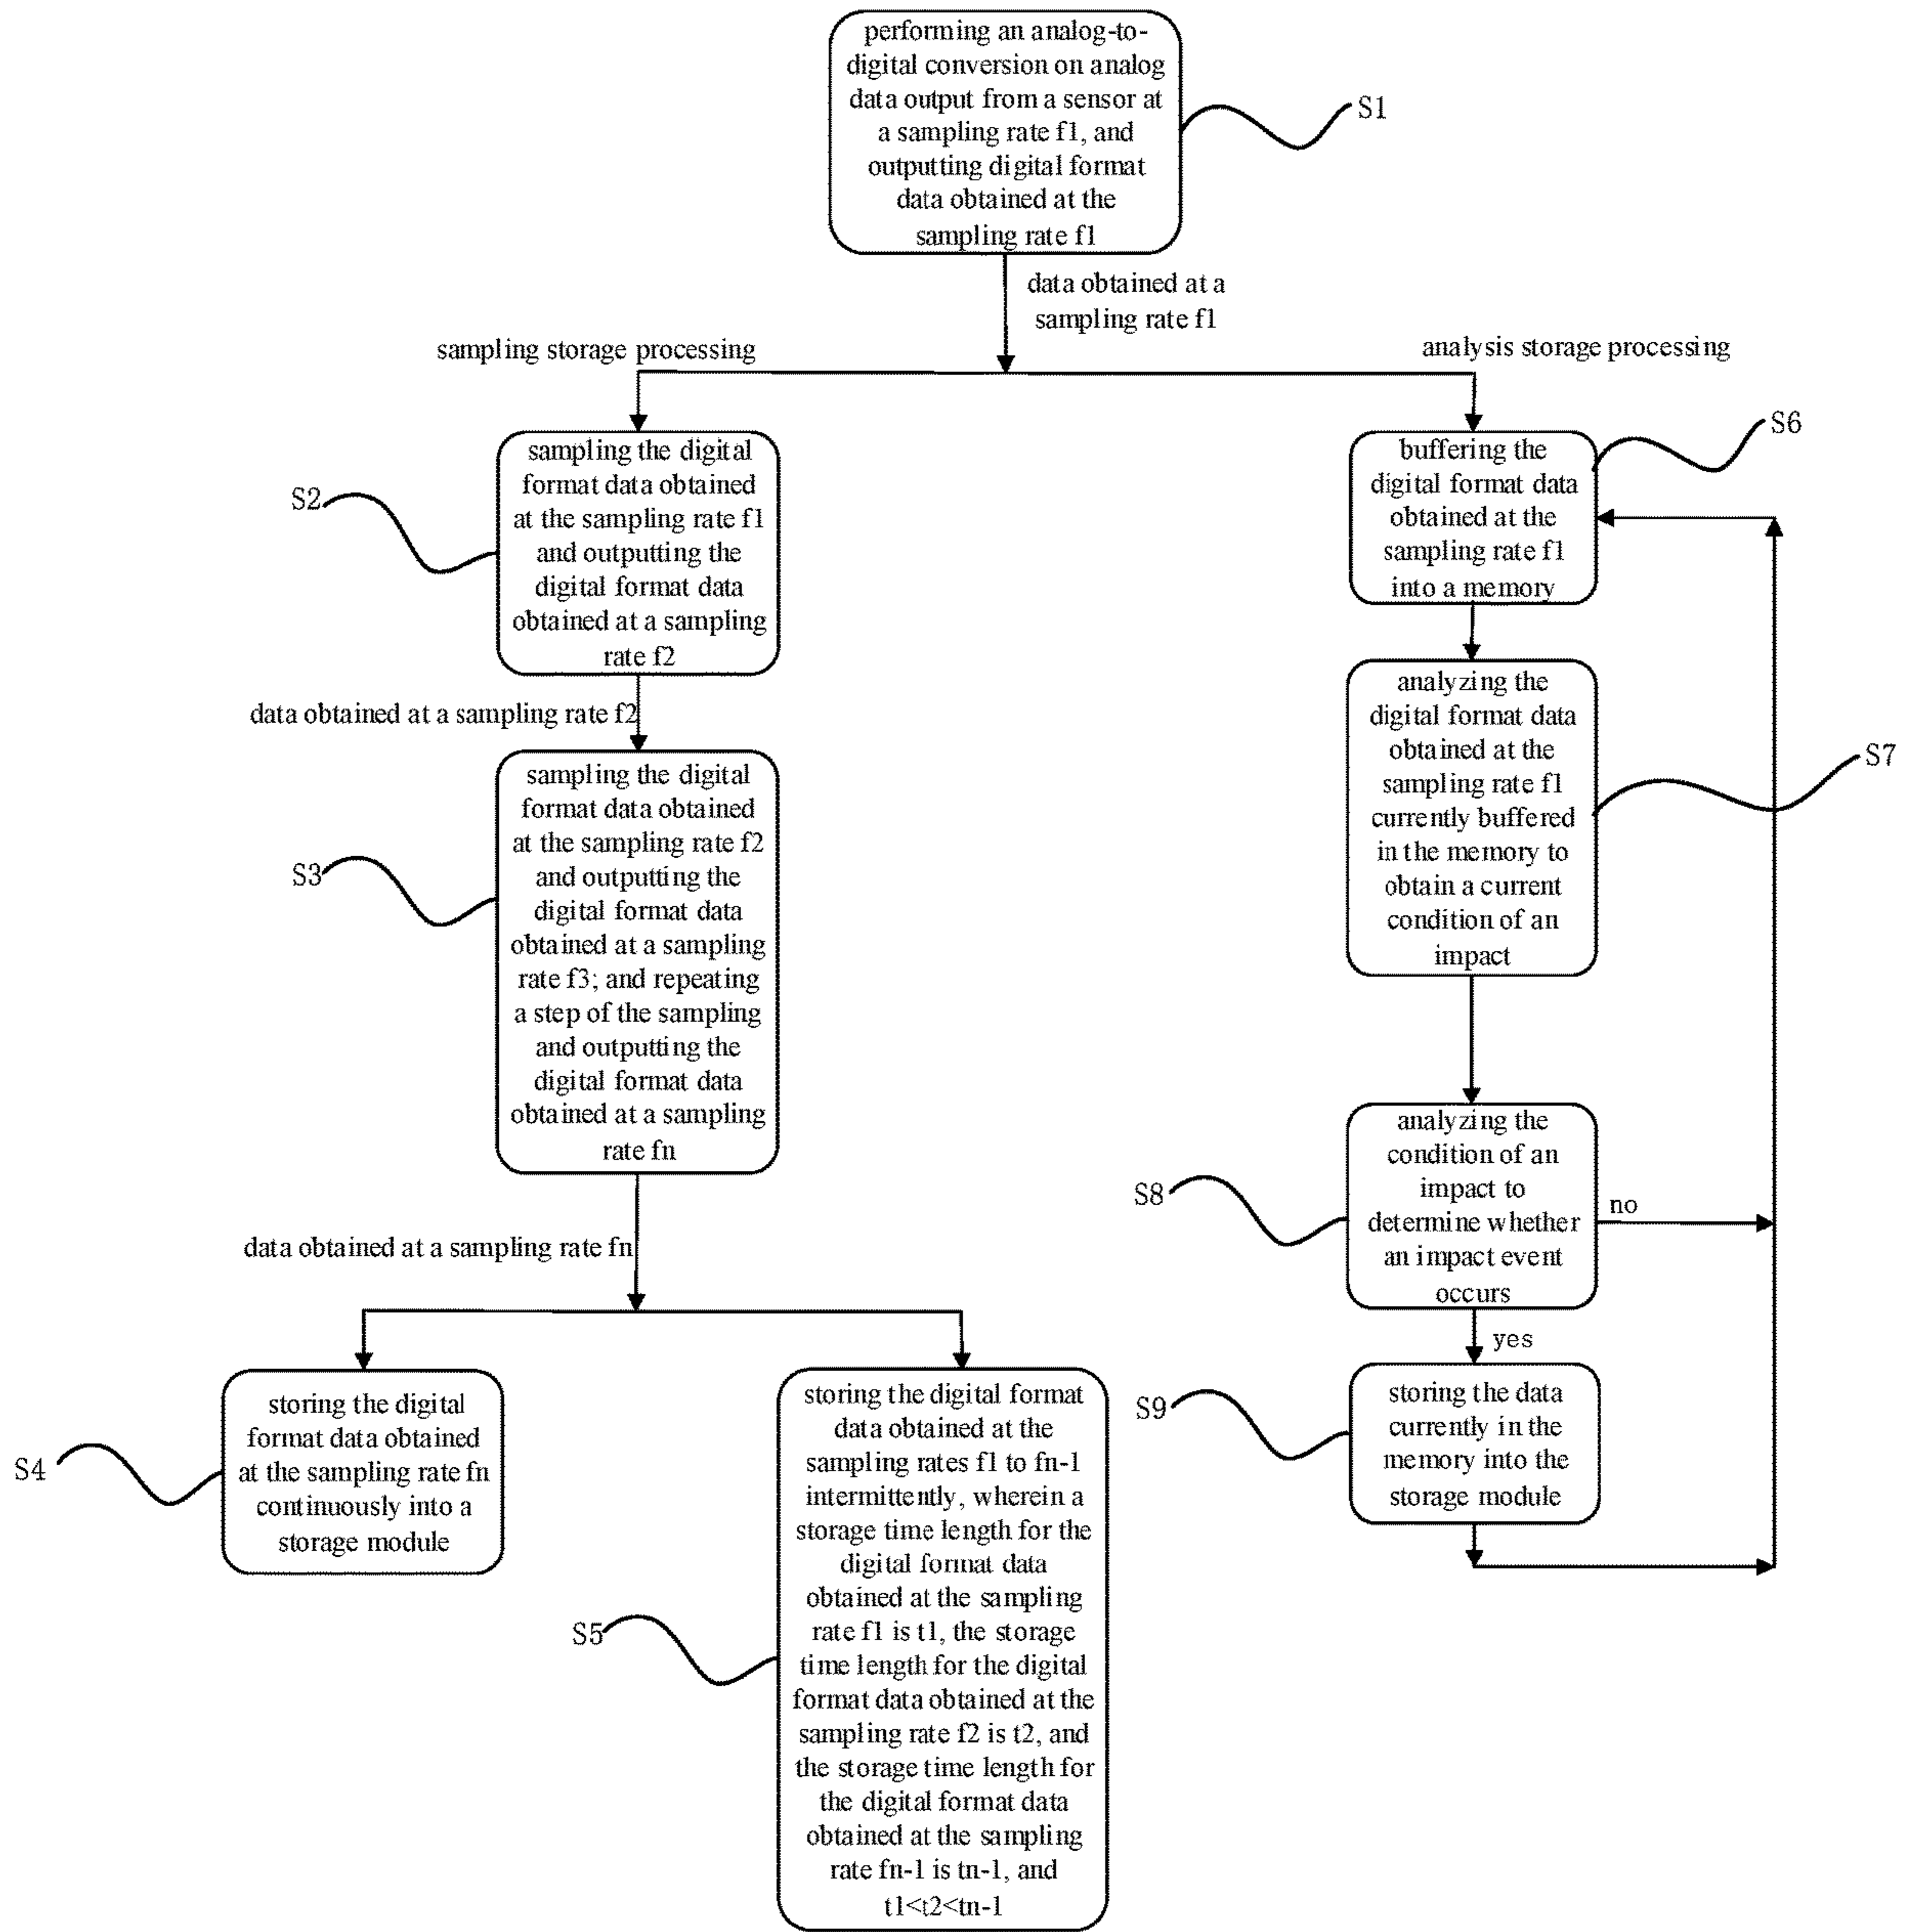 performing an analog-to-
digital conversion on analog
data output from a sensor at
a sampling rate f1, and
outputting digital format
data obtained at the
sampling rate f1
S1
data obtained at a
sampling rate f1
sampling storage processing
analysis storage processing
sampling the digital
format data obtained
at the sampling rate f1
and outputting the
digital format data
obtained at a sampling
rate f2
S2
data obtained at a sampling rate f2
sampling the digital
format data obtained
at the sampling rate f2
and outputting the
digital format data
obtained at a sampling
rate f3; and repeating
a step of the sampling
and outputting the
digital format data
obtained at a sampling
rate fn
S3
data obtained at a sampling rate fn
storing the digital
format data obtained
at the sampling rate fn
continuously into a
storage module
S4
storing the digital format
data obtained at the
sampling rates f1 to fn-1
intermittently, wherein a
storage time length for the
digital format data
obtained at the sampling
rate f1 is t1, the storage
time length for the digital
format data obtained at the
sampling rate f2 is t2, and
the storage time length for
the digital format data
obtained at the sampling
rate fn-1 is tn-1, and
t1<t2<tn-1
S5
buffering the
digital format data
obtained at the
sampling rate f1
into a memory
S6
analyzing the
digital format data
obtained at the
sampling rate f1
currently buffered
in the memory to
obtain a current
condition of an
impact
S7
analyzing the
condition of an
impact to
determine whether
an impact event
occurs
S8
no
yes
storing the data
currently in the
memory into the
storage module
S9